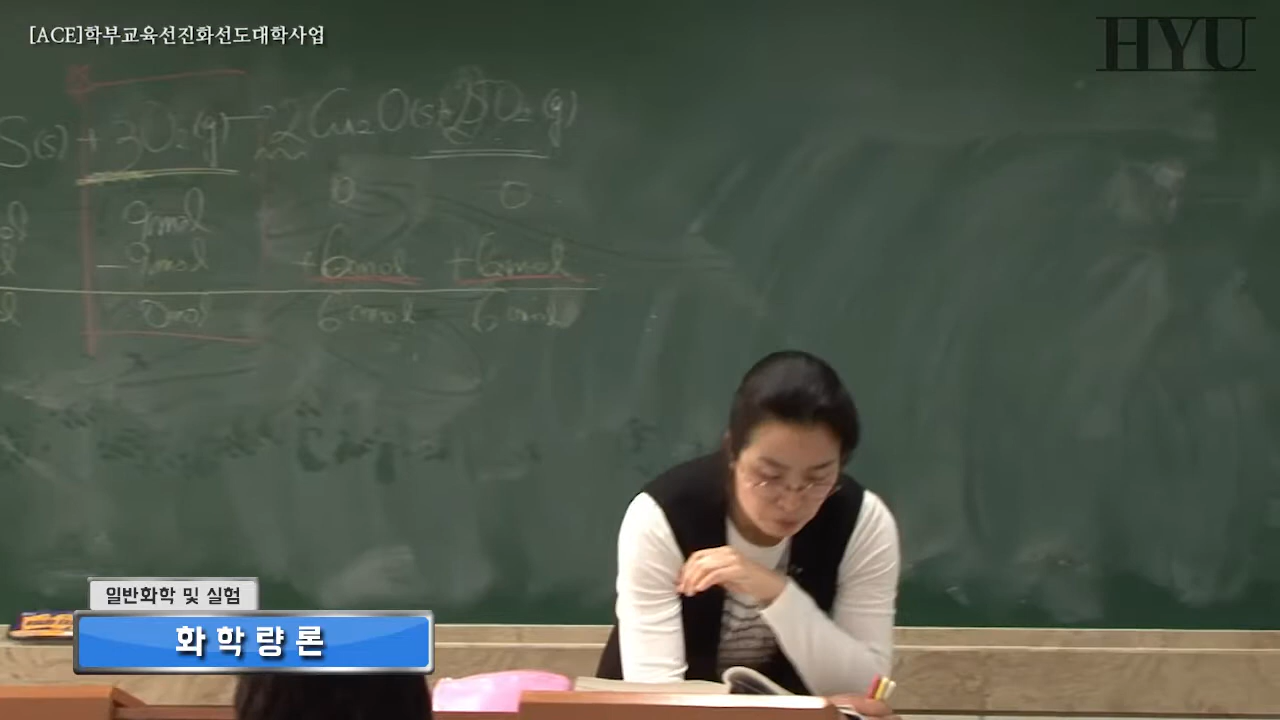 [ACE]학부교육선진화선도대학사업
HYU
S(s) + 3O₂(g) → 2Cu₂O(s) + 2SO₂(g)
9mol 0 0
-9mol +6mol +6mol
0mol 6mol 6mol
일반화학 및 실험
화학량론